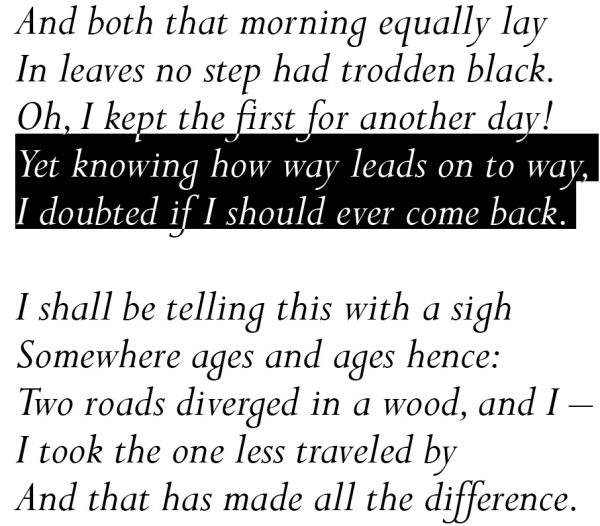 And both that morning equally lay
In leaves no step had trodden black.
Oh, I kept the first for another day!
Yet knowing how way leads on to way,
I doubted if I should ever come back.
I shall be telling this with a sigh
Somewhere ages and ages hence:
Two roads diverged in a wood, and I —
I took the one less traveled by
And that has made all the difference.